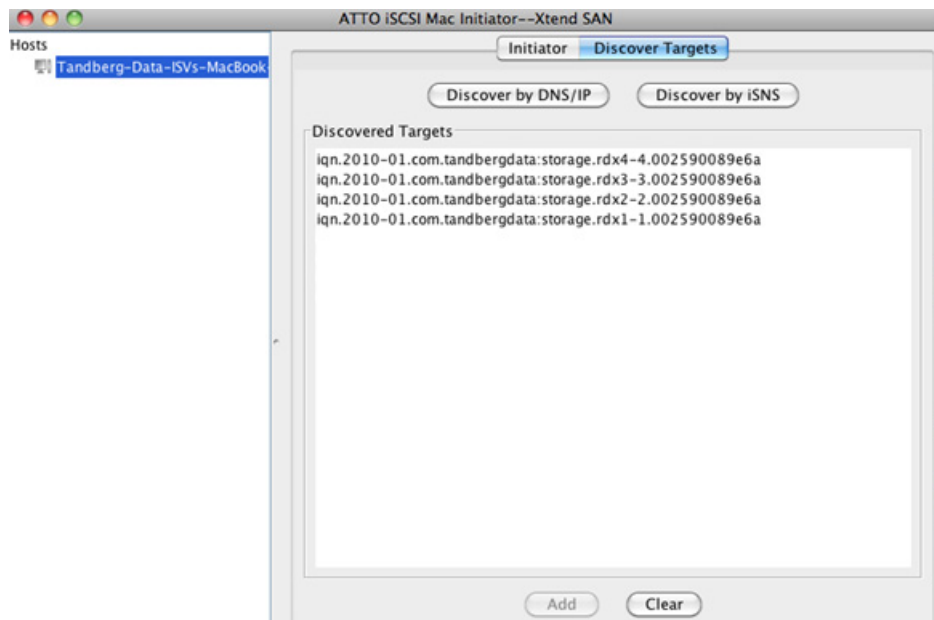 ATTO iSCSI Mac Initiator--Xtend SAN
Hosts
Tandberg-Data-ISVs-MacBook-
Initiator
Discover Targets
Discover by DNS/IP
Discover by iSNS
Discovered Targets
iqn.2010-01.com.tandbergdata:storage.rdx4-4.002590089e6a
iqn.2010-01.com.tandbergdata:storage.rdx3-3.002590089e6a
iqn.2010-01.com.tandbergdata:storage.rdx2-2.002590089e6a
iqn.2010-01.com.tandbergdata:storage.rdx1-1.002590089e6a
Add
Clear